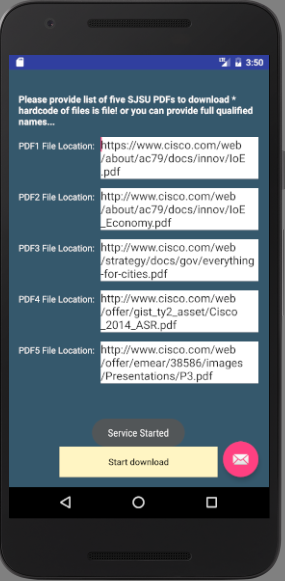 3:50
Please provide list of five SJSU PDFs to download *
hardcode of files is file! or you can provide full qualified
names...
PDF1 File Location:
https://www.cisco.com/web
/about/ac79/docs/innov/IoE
.pdf
PDF2 File Location:
http://www.cisco.com/web
/about/ac79/docs/innov/IoE
_Economy.pdf
PDF3 File Location:
http://www.cisco.com/web
/strategy/docs/gov/everything
-for-cities.pdf
PDF4 File Location:
http://www.cisco.com/web
/offer/gist_ty2_asset/Cisco
_2014_ASR.pdf
PDF5 File Location:
http://www.cisco.com/web
/offer/emear/38586/images
/Presentations/P3.pdf
Service Started
Start download